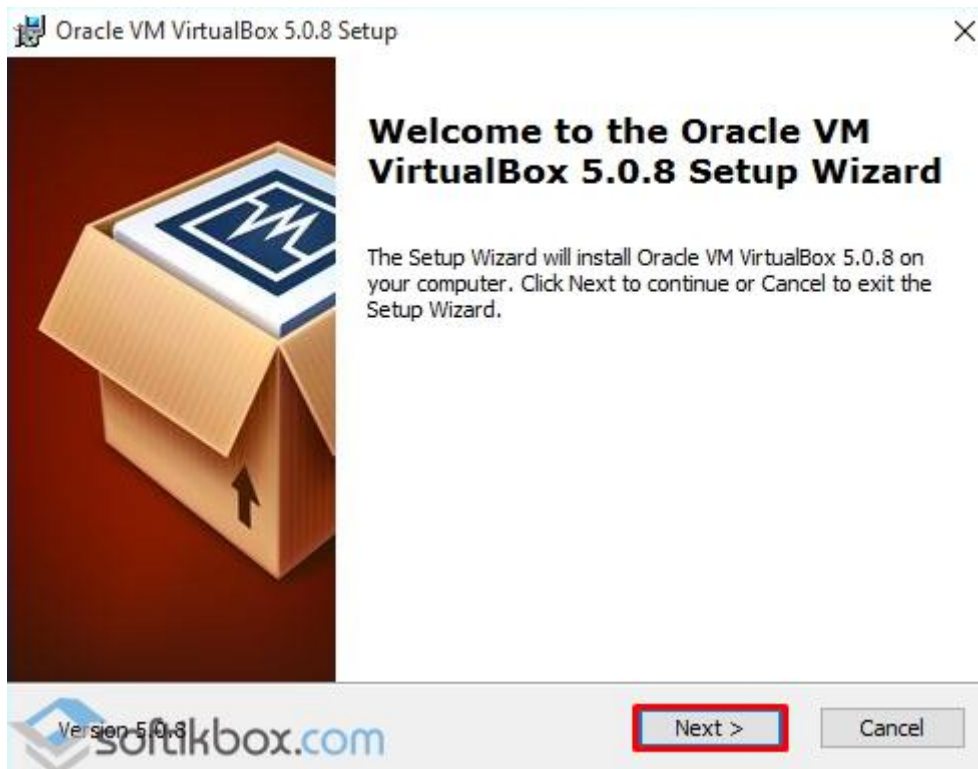 Oracle VM VirtualBox 5.0.8 Setup
Welcome to the Oracle VM
VirtualBox 5.0.8 Setup Wizard
The Setup Wizard will install Oracle VM VirtualBox 5.0.8 on
your computer. Click Next to continue or Cancel to exit the
Setup Wizard.
Version 5.0.8
softikbox.com
Next >
Cancel